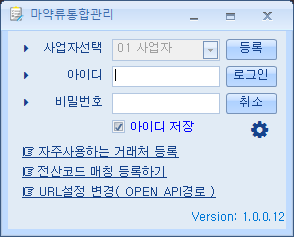 마약류통합관리
사업자선택 01 사업자 등록
아이디 로그인
비밀번호 취소
아이디 저장
☞ 자주사용하는 거래처 등록
☞ 전산코드 매칭 등록하기
☞ URL설정 변경( OPEN API경로 )
Version: 1.0.0.12